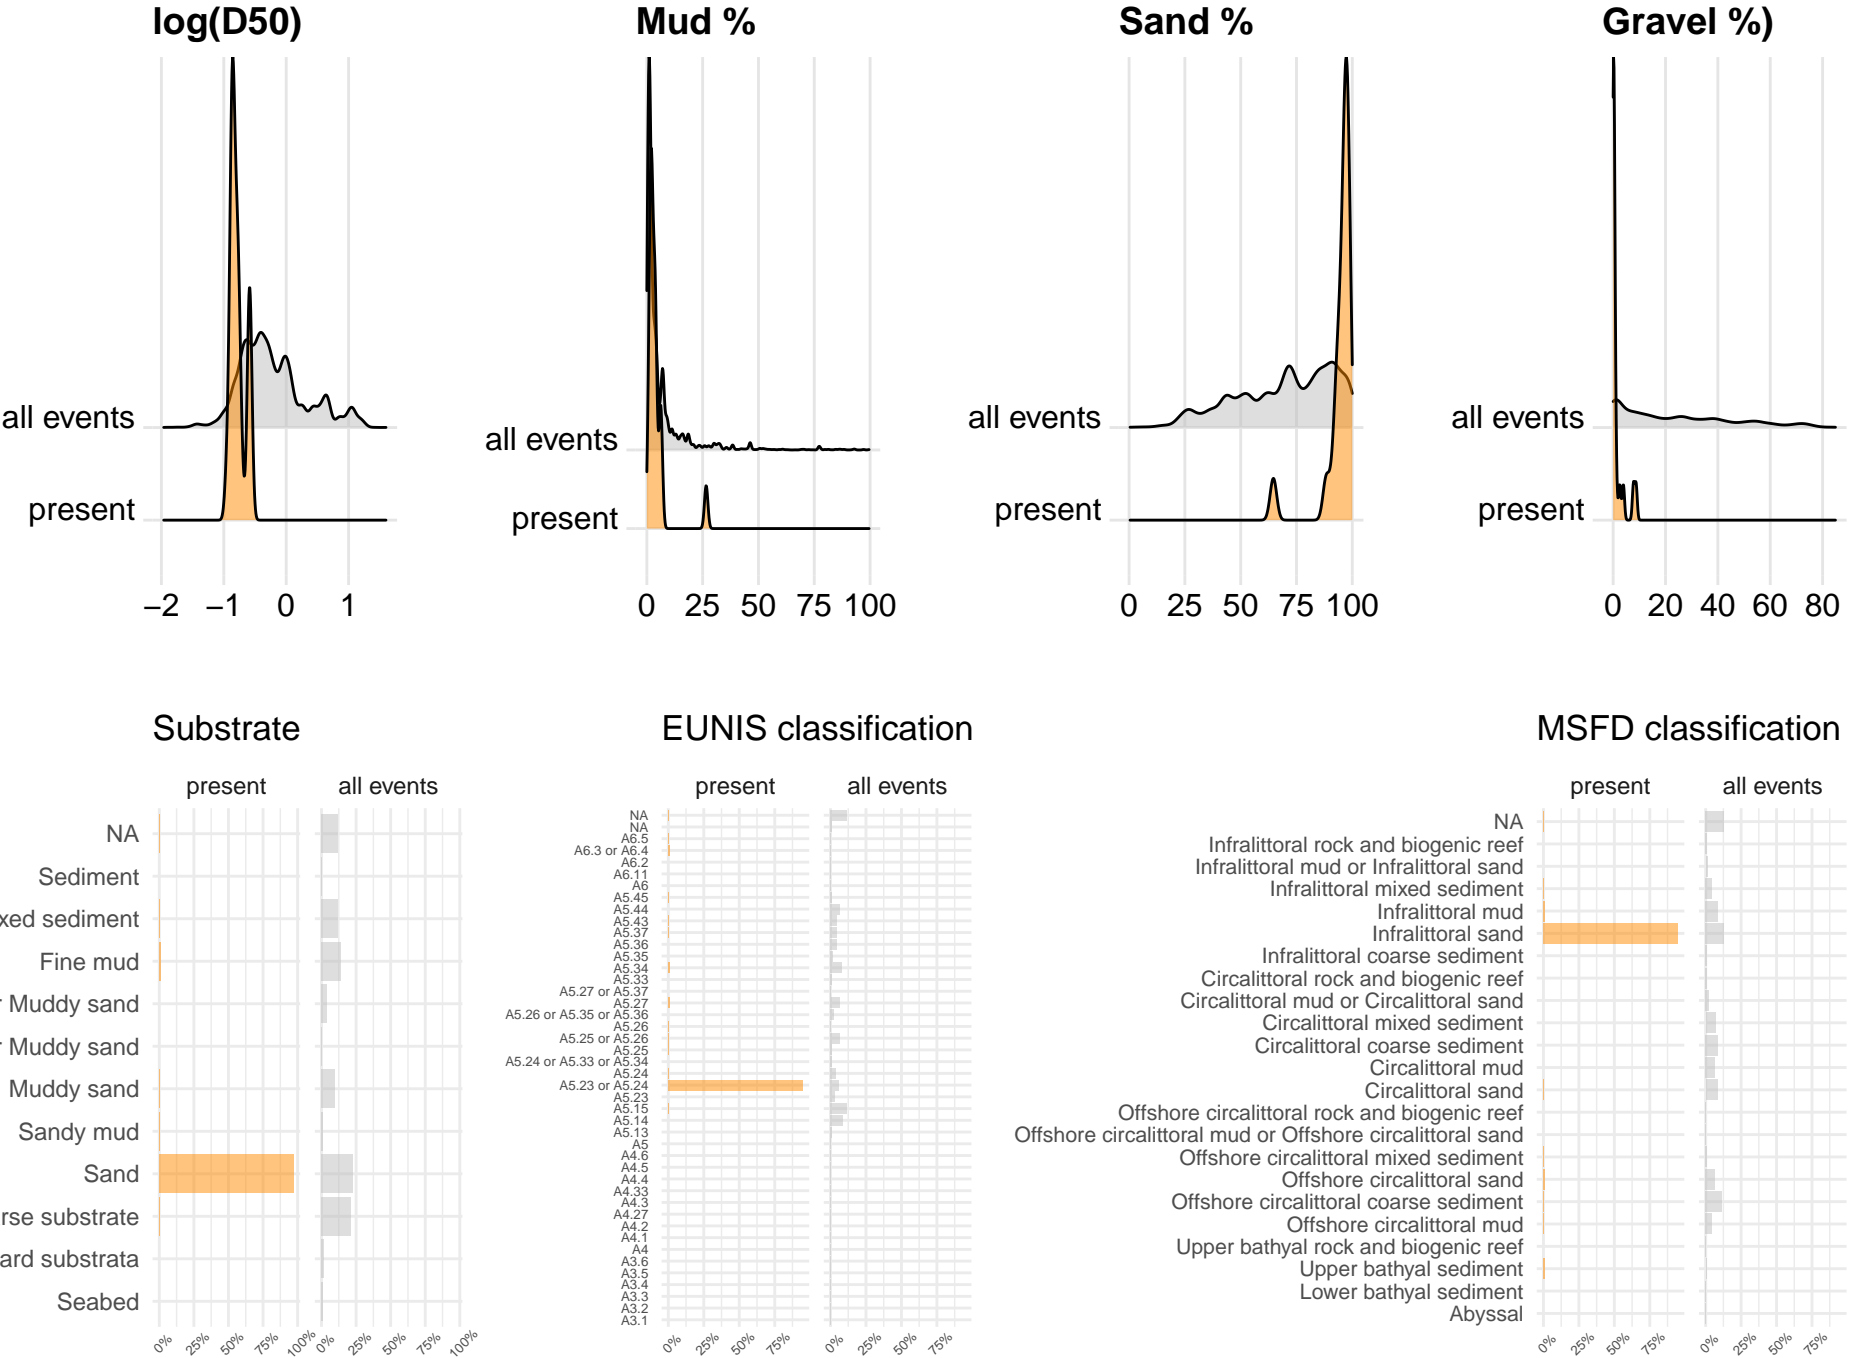 log(D50)
Mud %
Sand %
Gravel %)
all events
present
−2 −1 0 1
all events
present
0 25 50 75 100
all events
present
0 25 50 75 100
all events
present
0 20 40 60 80
Substrate
present all events
NA
Sediment
xed sediment
Fine mud
r Muddy sand
r Muddy sand
Muddy sand
Sandy mud
Sand
rse substrate
ard substrata
Seabed
0% 25% 50% 75% 100% 0% 25% 50% 75% 100%
EUNIS classification
present all events
NA
NA
A6.5
A6.3 or A6.4
A6.2
A6.11
A6
A5.45
A5.44
A5.43
A5.37
A5.36
A5.35
A5.34
A5.33
A5.27 or A5.37
A5.27
A5.26 or A5.35 or A5.36
A5.26
A5.25 or A5.26
A5.25
A5.24 or A5.33 or A5.34
A5.24
A5.23 or A5.24
A5.23
A5.15
A5.14
A5.13
A5
A4.6
A4.5
A4.4
A4.33
A4.3
A4.27
A4.2
A4.1
A4
A3.6
A3.5
A3.4
A3.3
A3.2
A3.1
0% 25% 50% 75% 0% 25% 50% 75%
MSFD classification
present all events
NA
Infralittoral rock and biogenic reef
Infralittoral mud or Infralittoral sand
Infralittoral mixed sediment
Infralittoral mud
Infralittoral sand
Infralittoral coarse sediment
Circalittoral rock and biogenic reef
Circalittoral mud or Circalittoral sand
Circalittoral mixed sediment
Circalittoral coarse sediment
Circalittoral mud
Circalittoral sand
Offshore circalittoral rock and biogenic reef
Offshore circalittoral mud or Offshore circalittoral sand
Offshore circalittoral mixed sediment
Offshore circalittoral sand
Offshore circalittoral coarse sediment
Offshore circalittoral mud
Upper bathyal rock and biogenic reef
Upper bathyal sediment
Lower bathyal sediment
Abyssal
0% 25% 50% 75% 0% 25% 50% 75%